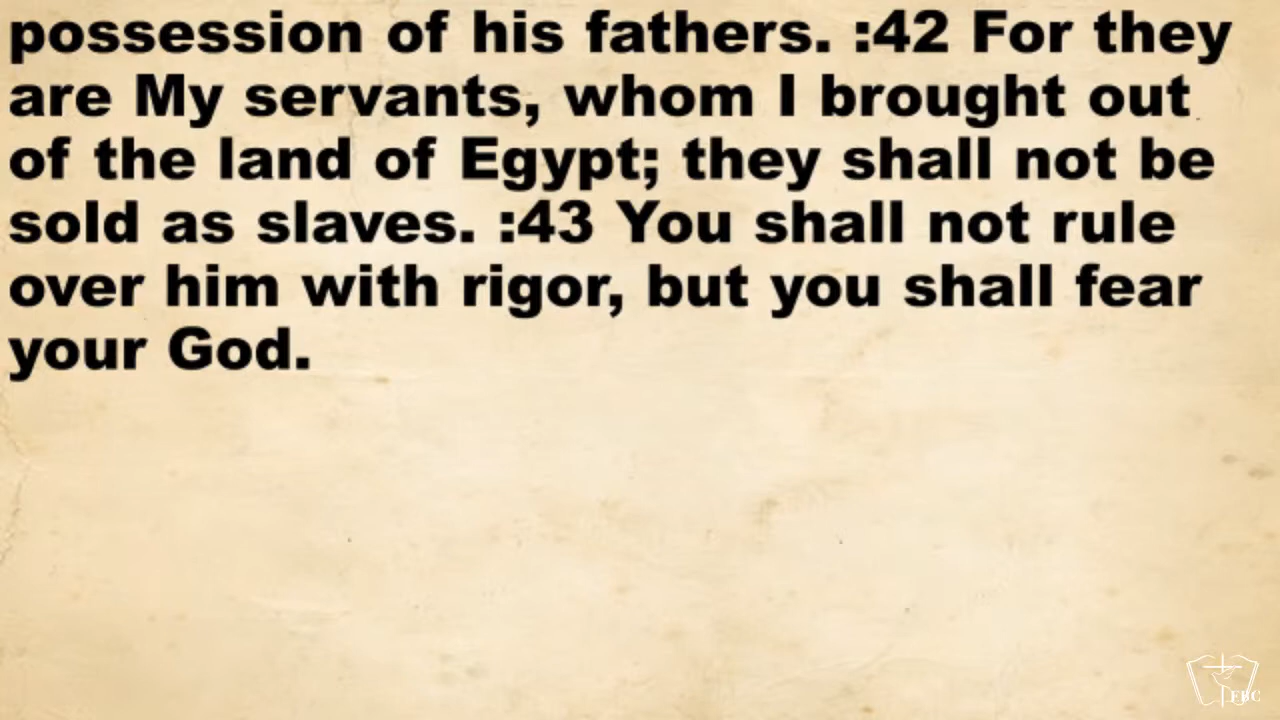 possession of his fathers. :42 For they
are My servants, whom I brought out
of the land of Egypt; they shall not be
sold as slaves. :43 You shall not rule
over him with rigor, but you shall fear
your God.